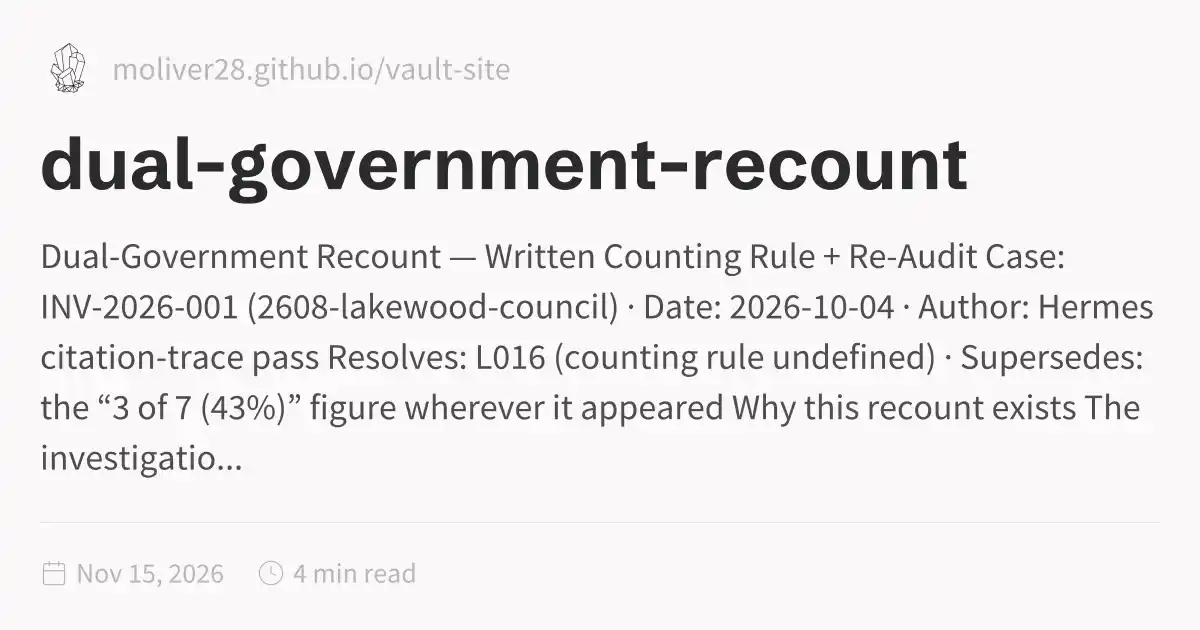 moliver28.github.io/vault-site
dual-government-recount
Dual-Government Recount — Written Counting Rule + Re-Audit Case:
INV-2026-001 (2608-lakewood-council) · Date: 2026-10-04 · Author: Hermes
citation-trace pass Resolves: L016 (counting rule undefined) · Supersedes:
the “3 of 7 (43%)” figure wherever it appeared Why this recount exists The
investigatio...
Nov 15, 2026 4 min read